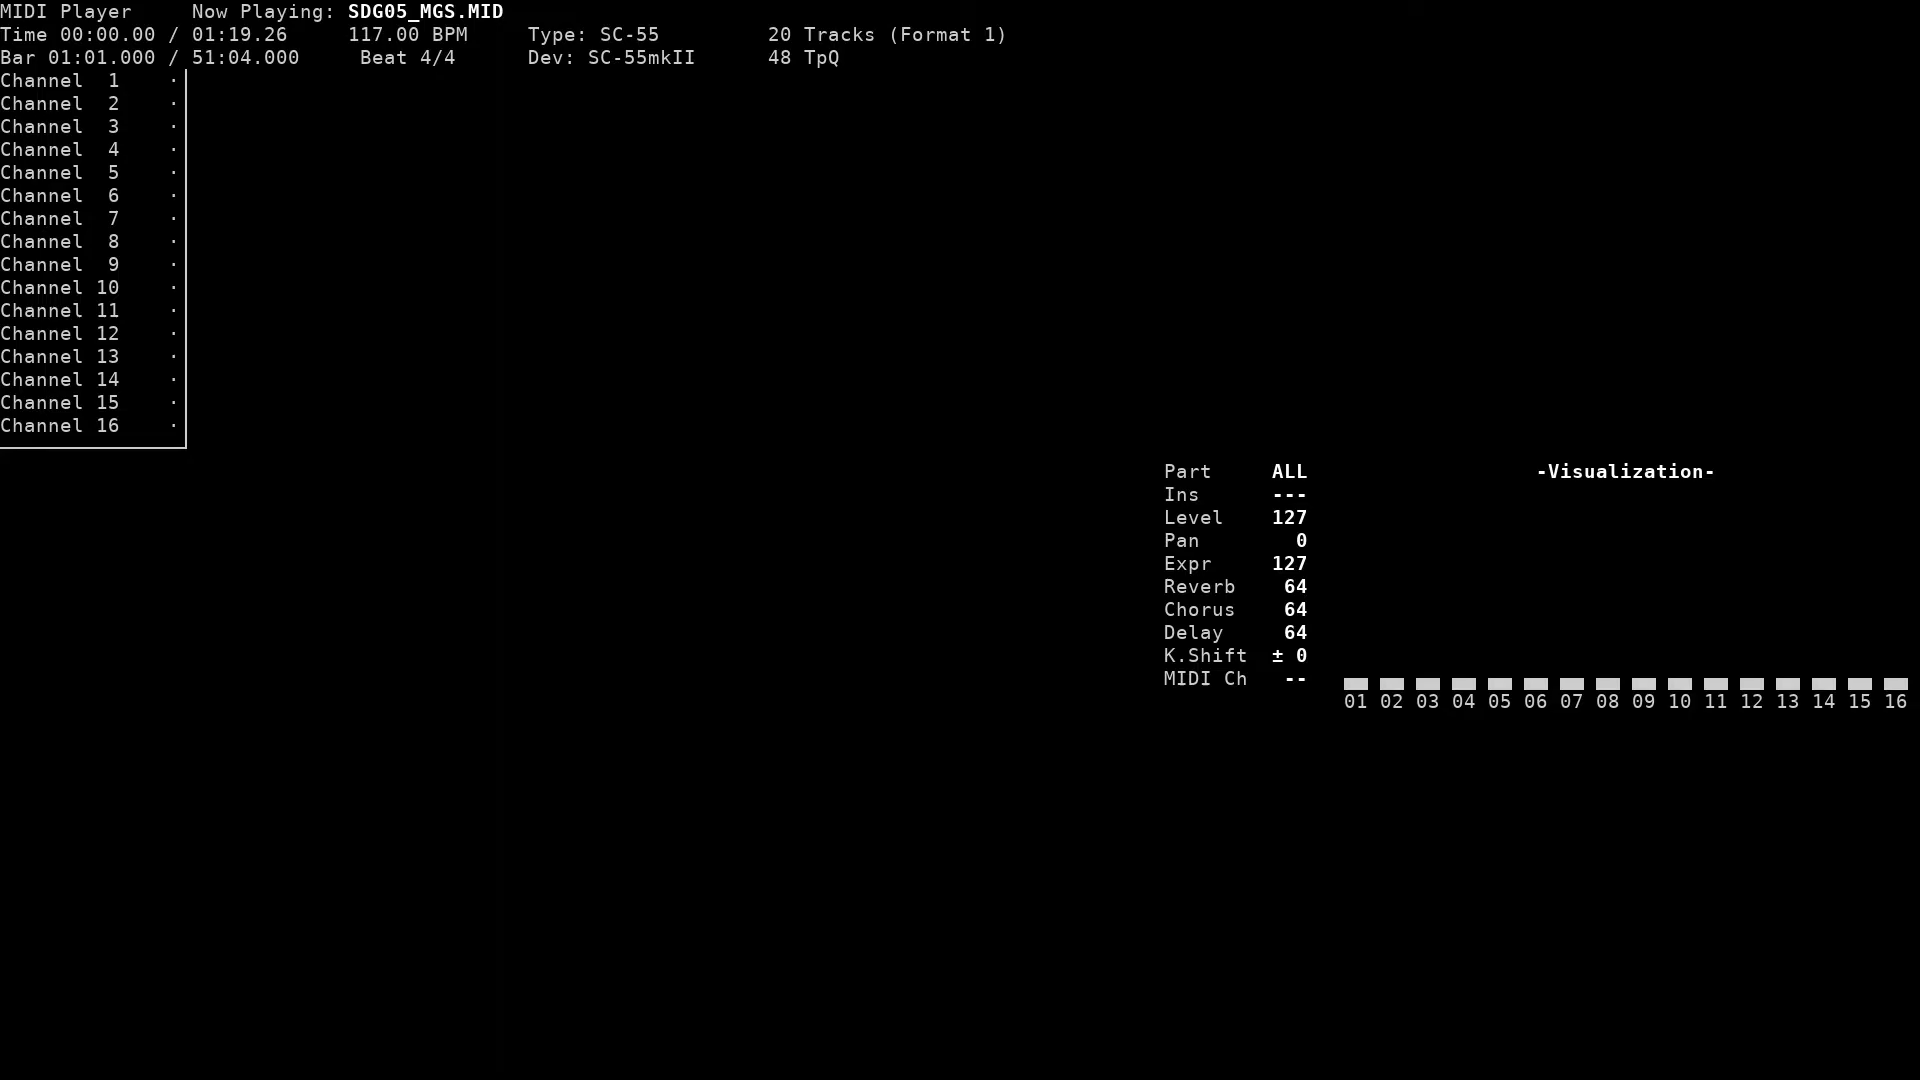 MIDI Player     Now Playing: SDG05_MGS.MID
Time 00:00.00 / 01:19.26     117.00 BPM     Type: SC-55         20 Tracks (Format 1)
Bar 01:01.000 / 51:04.000     Beat 4/4      Dev: SC-55mkII      48 TpQ
Channel  1    ·
Channel  2    ·
Channel  3    ·
Channel  4    ·
Channel  5    ·
Channel  6    ·
Channel  7    ·
Channel  8    ·
Channel  9    ·
Channel 10    ·
Channel 11    ·
Channel 12    ·
Channel 13    ·
Channel 14    ·
Channel 15    ·
Channel 16    ·
Part     ALL                   -Visualization-
Ins      ---
Level    127
Pan        0
Expr     127
Reverb    64
Chorus    64
Delay     64
K.Shift  ± 0
MIDI Ch   --
01 02 03 04 05 06 07 08 09 10 11 12 13 14 15 16